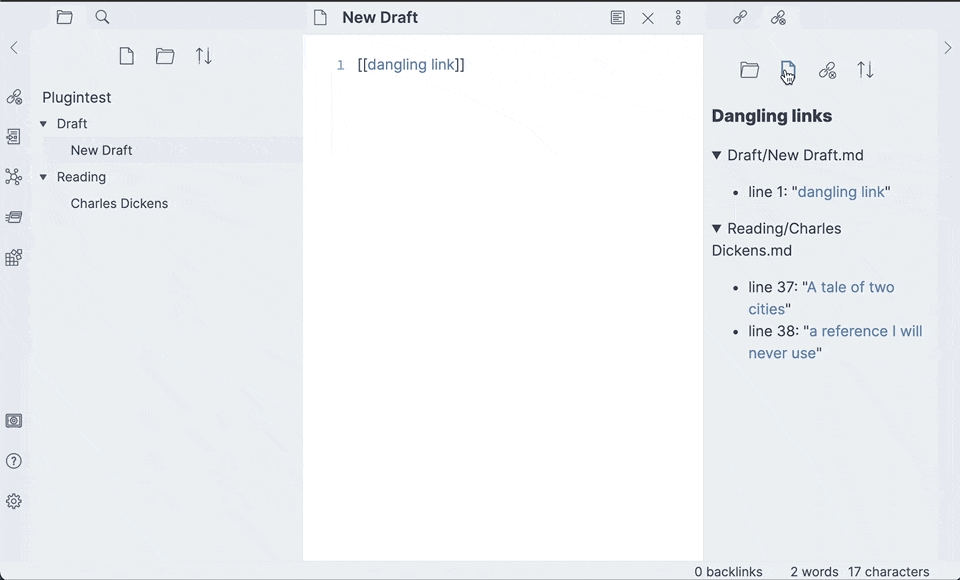 New Draft
Plugintest
Draft
New Draft
Reading
Charles Dickens
1 [[dangling link]]
Dangling links
Draft/New Draft.md
line 1: "dangling link"
Reading/Charles
Dickens.md
line 37: "A tale of two
cities"
line 38: "a reference I will
never use"
0 backlinks 2 words 17 characters